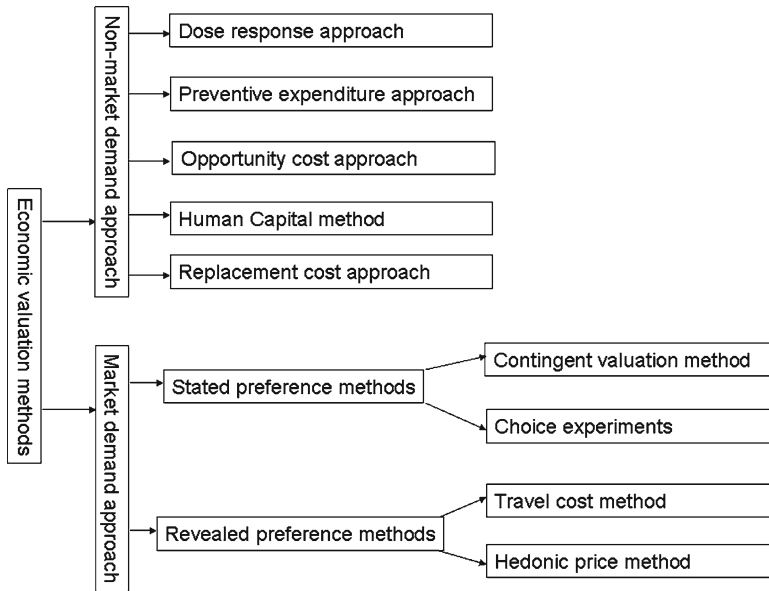 Economic valuation methods
Non-market demand approach
Dose response approach
Preventive expenditure approach
Opportunity cost approach
Human Capital method
Replacement cost approach
Market demand approach
Stated preference methods
Contingent valuation method
Choice experiments
Revealed preference methods
Travel cost method
Hedonic price method